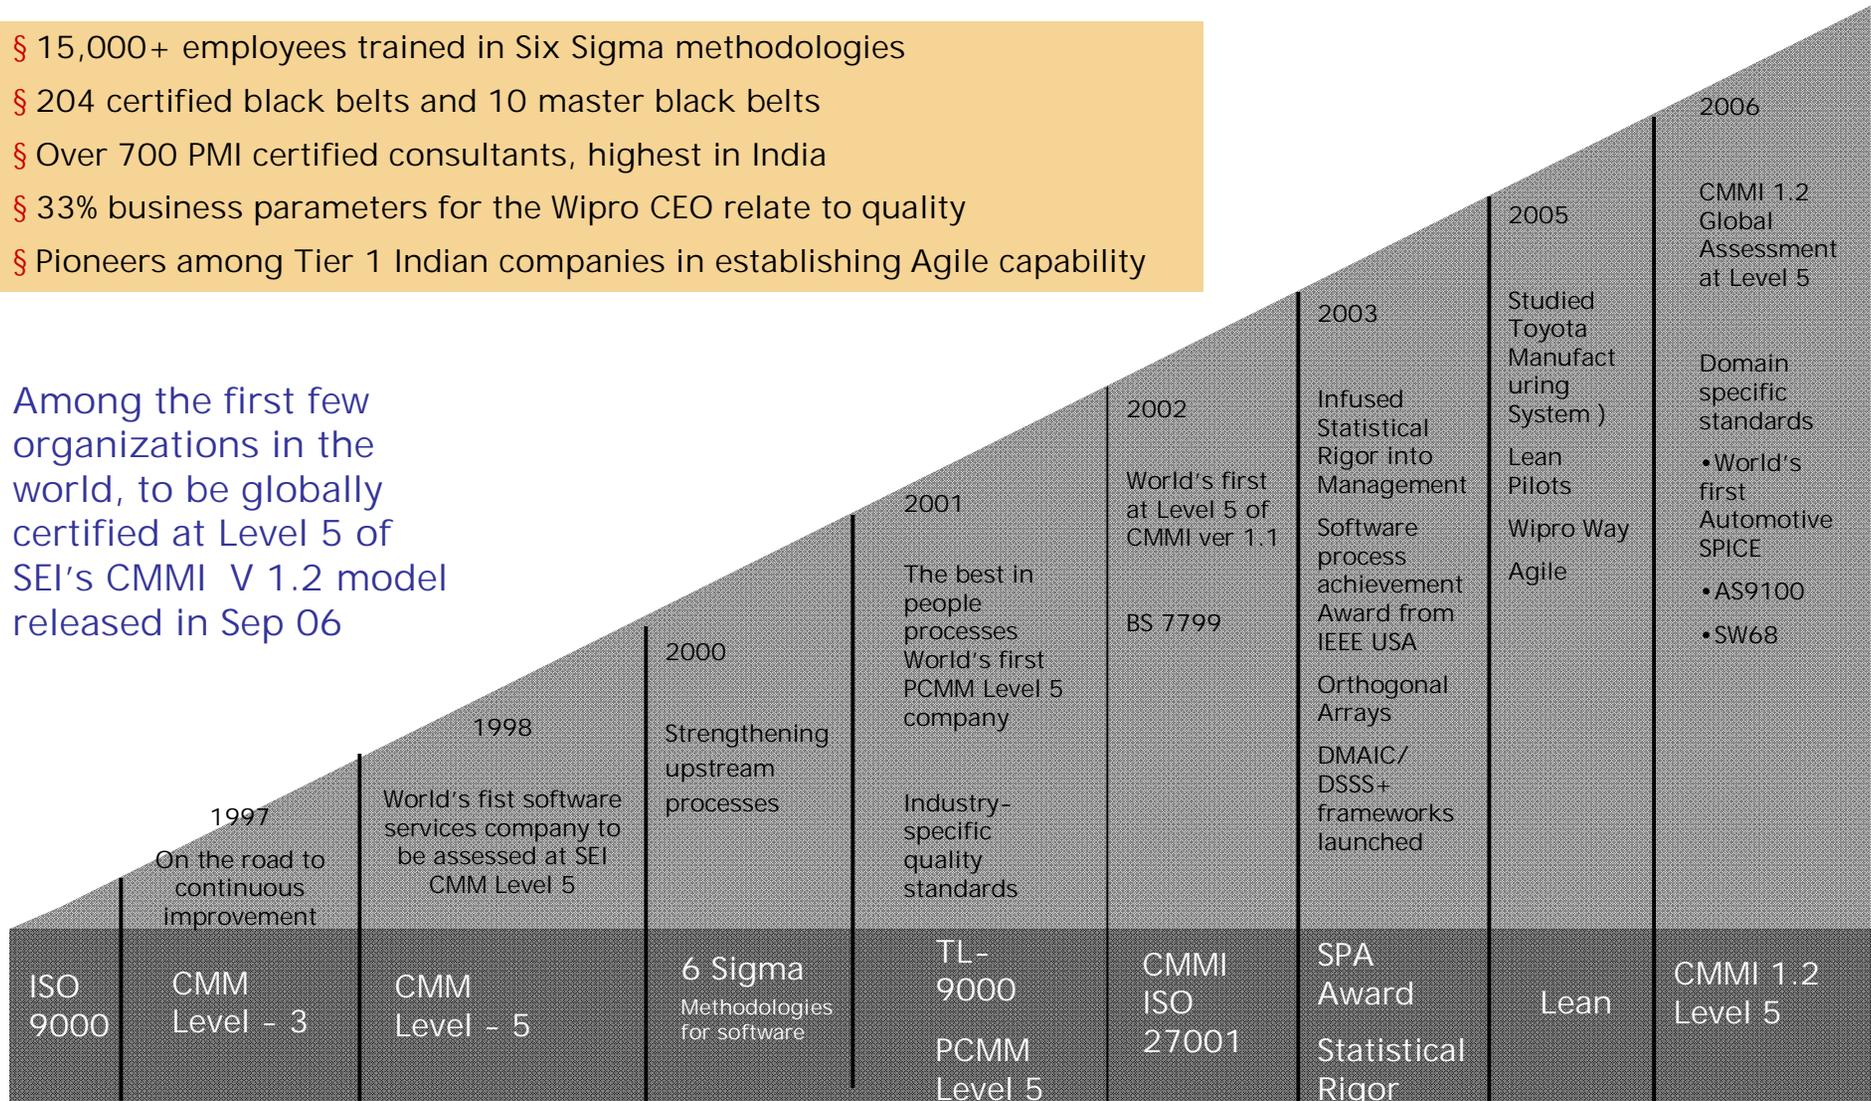 § 15,000+ employees trained in Six Sigma methodologies
§ 204 certified black belts and 10 master black belts
§ Over 700 PMI certified consultants, highest in India
§ 33% business parameters for the Wipro CEO relate to quality
§ Pioneers among Tier 1 Indian companies in establishing Agile capability
Among the first few
organizations in the
world, to be globally
certified at Level 5 of
SEI’s CMMI V 1.2 model
released in Sep 06
ISO
9000
1997
On the road to
continuous
improvement
CMM
Level - 3
1998
World’s fist software
services company to
be assessed at SEI
CMM Level 5
CMM
Level - 5
2000
Strengthening
upstream
processes
6 Sigma
Methodologies
for software
2001
The best in
people
processes
World’s first
PCMM Level 5
company
Industry-
specific
quality
standards
TL-
9000
PCMM
Level 5
2002
World’s first
at Level 5 of
CMMI ver 1.1
BS 7799
CMMI
ISO
27001
2003
Infused
Statistical
Rigor into
Management
Software
process
achievement
Award from
IEEE USA
Orthogonal
Arrays
DMAIC/
DSSS+
frameworks
launched
SPA
Award
Statistical
Rigor
2005
Studied
Toyota
Manufact
uring
System )
Lean
Pilots
Wipro Way
Agile
Lean
2006
CMMI 1.2
Global
Assessment
at Level 5
Domain
specific
standards
•World’s
first
Automotive
SPICE
•AS9100
•SW68
CMMI 1.2
Level 5